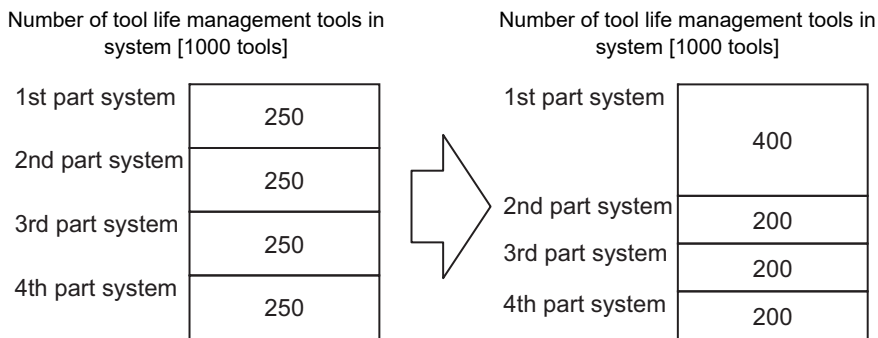 Number of tool life management tools in
system [1000 tools]
1st part system
250
2nd part system
250
3rd part system
250
4th part system
250
Number of tool life management tools in
system [1000 tools]
1st part system
400
2nd part system
200
3rd part system
200
4th part system
200